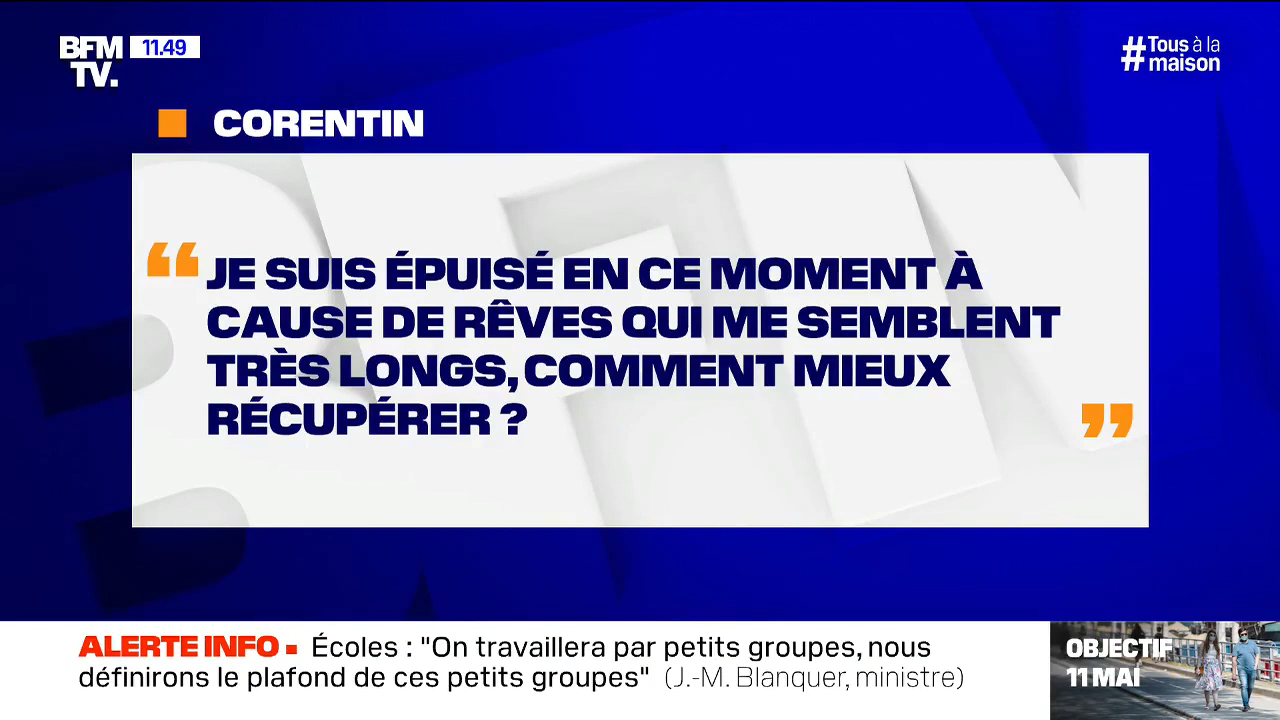 BFM 11.49
TV.
#Tous à la
maison
CORENTIN
“JE SUIS ÉPUISÉ EN CE MOMENT À
CAUSE DE RÊVES QUI ME SEMBLENT
TRÈS LONGS, COMMENT MIEUX
RÉCUPÉRER ?”
ALERTE INFO Écoles : "On travaillera par petits groupes, nous
définirons le plafond de ces petits groupes" (J.-M. Blanquer, ministre)
OBJECTIF
11 MAI